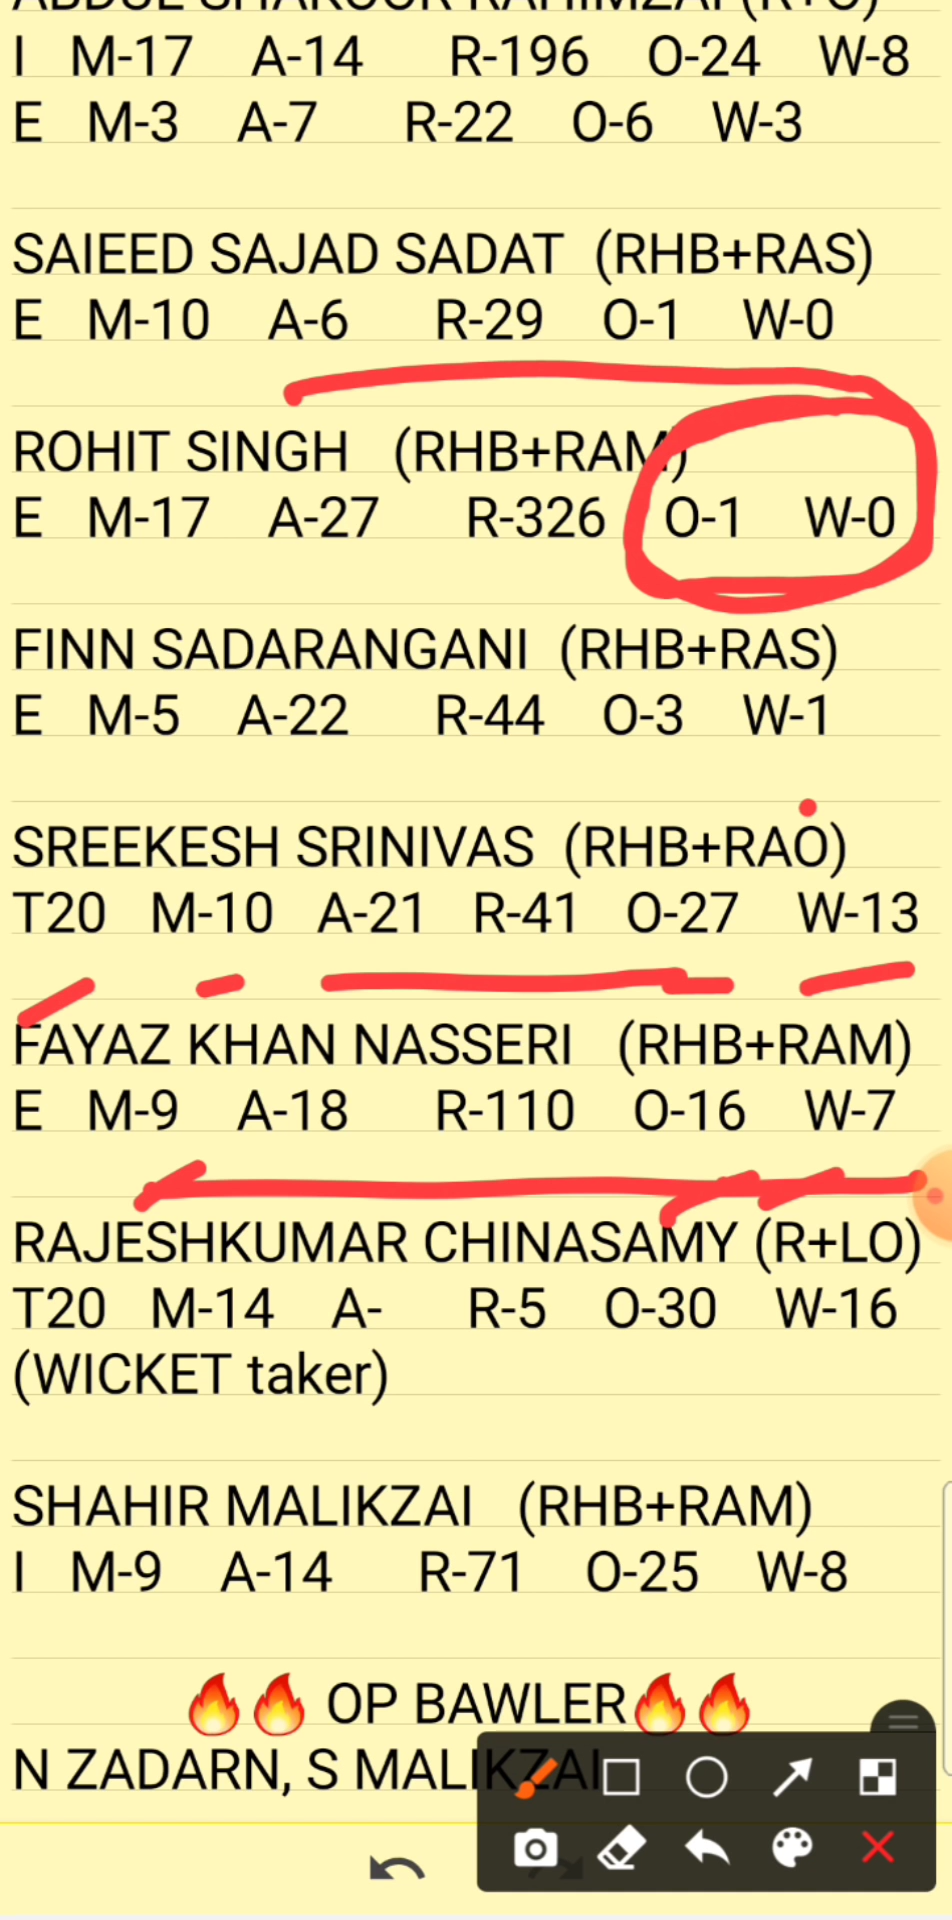 ABDUL SHAKOOR RAHIMZAI (R+O)
I M-17 A-14 R-196 O-24 W-8
E M-3 A-7 R-22 O-6 W-3
SAIEED SAJAD SADAT (RHB+RAS)
E M-10 A-6 R-29 O-1 W-0
ROHIT SINGH (RHB+RAM)
E M-17 A-27 R-326 O-1 W-0
FINN SADARANGANI (RHB+RAS)
E M-5 A-22 R-44 O-3 W-1
SREEKESH SRINIVAS (RHB+RAO)
T20 M-10 A-21 R-41 O-27 W-13
FAYAZ KHAN NASSERI (RHB+RAM)
E M-9 A-18 R-110 O-16 W-7
RAJESHKUMAR CHINASAMY (R+LO)
T20 M-14 A- R-5 O-30 W-16
(WICKET taker)
SHAHIR MALIKZAI (RHB+RAM)
I M-9 A-14 R-71 O-25 W-8
🔥🔥 OP BAWLER🔥🔥
N ZADARN, S MALIKZAI